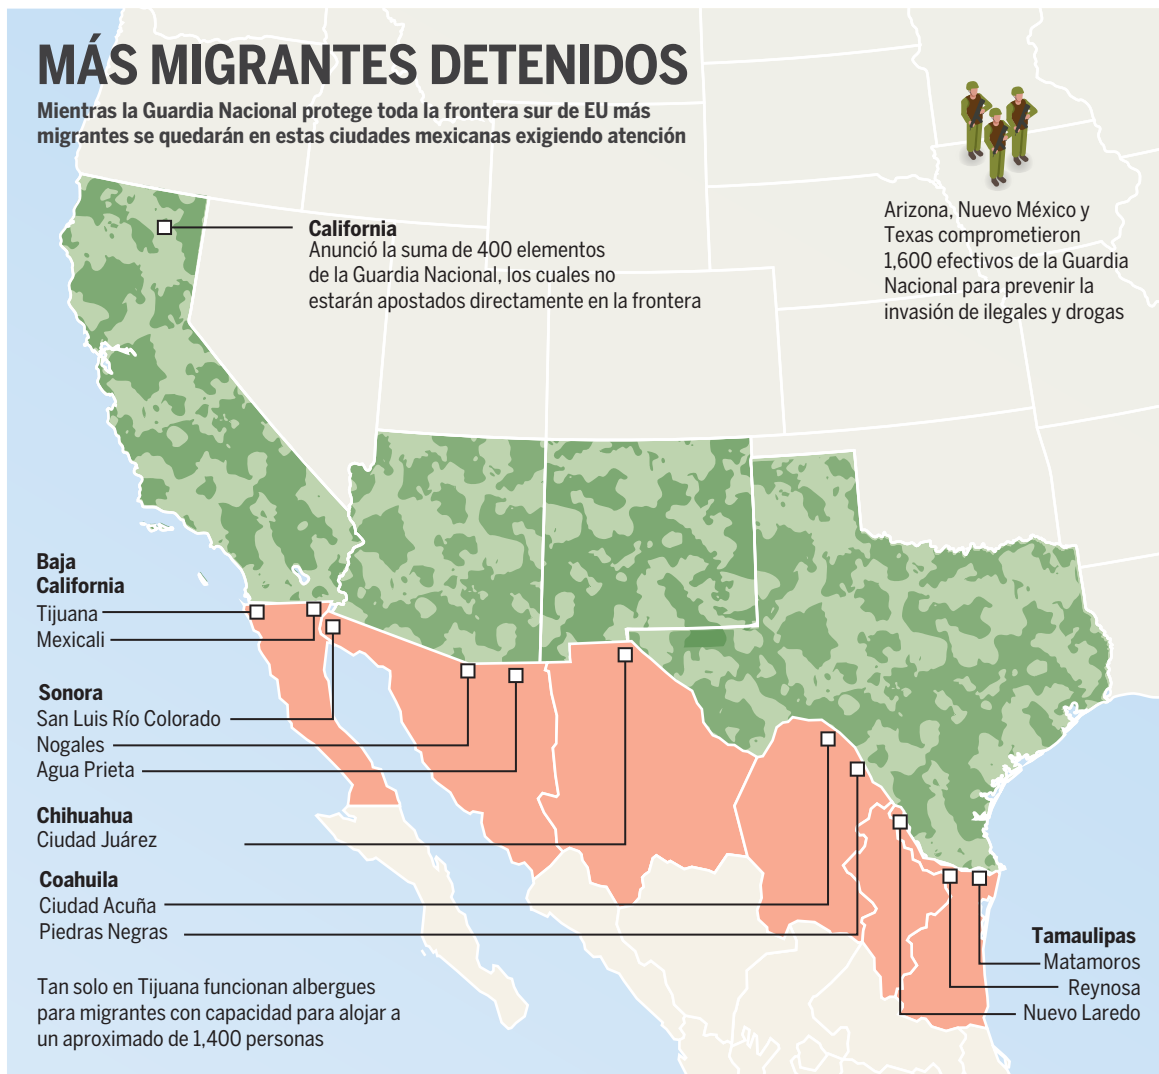 MÁS MIGRANTES DETENIDOS
Mientras la Guardia Nacional protege toda la frontera sur de EU más
migrantes se quedarán en estas ciudades mexicanas exigiendo atención
California
Anunció la suma de 400 elementos
de la Guardia Nacional, los cuales no
estarán apostados directamente en la frontera
Arizona, Nuevo México y
Texas comprometieron
1,600 efectivos de la Guardia
Nacional para prevenir la
invasión de ilegales y drogas
Baja
California
Tijuana
Mexicali
Sonora
San Luis Río Colorado
Nogales
Agua Prieta
Chihuahua
Ciudad Juárez
Coahuila
Ciudad Acuña
Piedras Negras
Tamaulipas
Matamoros
Reynosa
Nuevo Laredo
Tan solo en Tijuana funcionan albergues
para migrantes con capacidad para alojar a
un aproximado de 1,400 personas